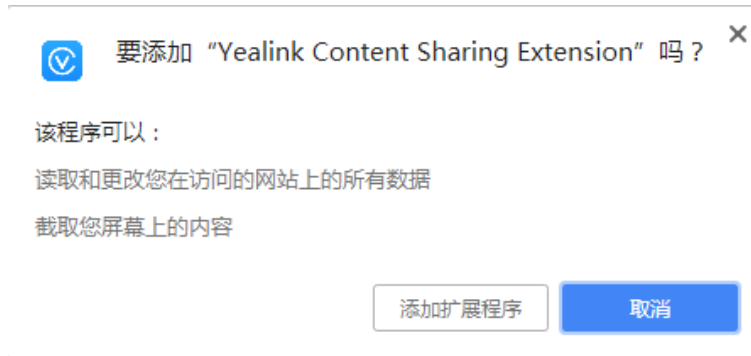 要添加“Yealink Content Sharing Extension”吗？
该程序可以：
读取和更改您在访问的网站上的所有数据
截取您屏幕上的内容
添加扩展程序
取消